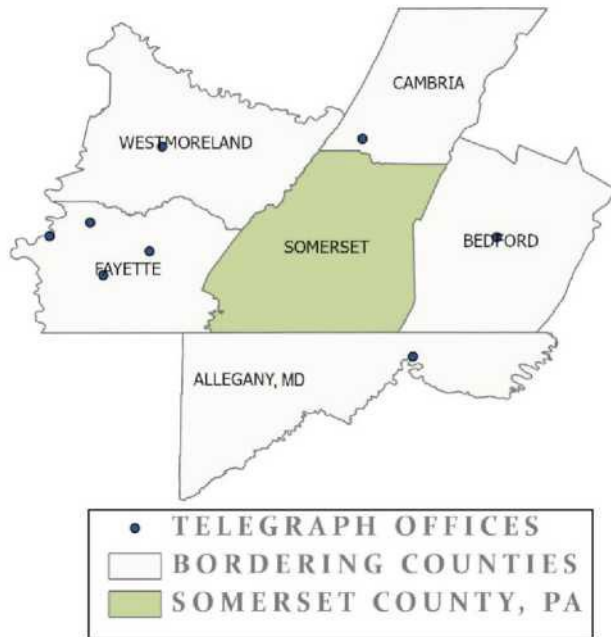 CAMBRIA
WESTMORELAND
SOMERSET
BEDFORD
FAYETTE
ALLEGANY, MD
TELEGRAPH OFFICES
BORDERING COUNTIES
SOMERSET COUNTY, PA